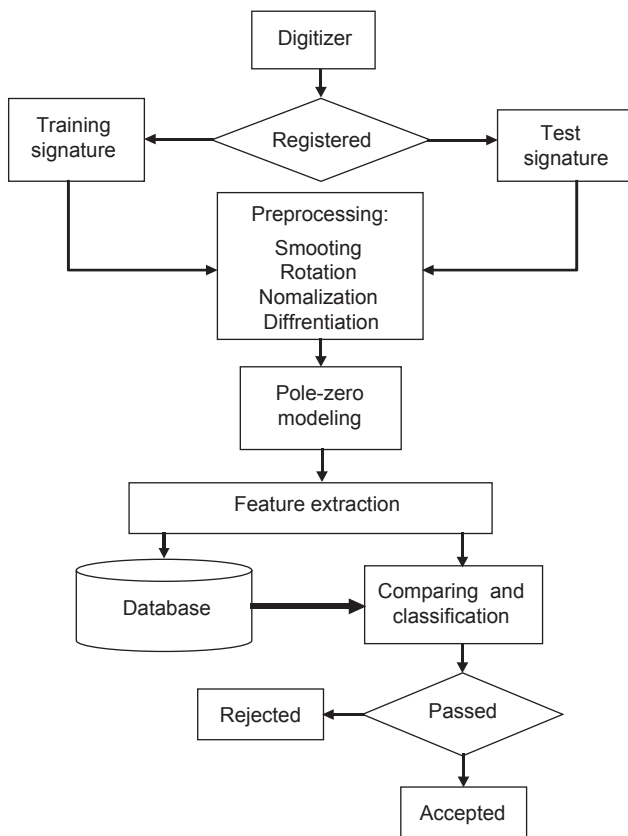 Digitizer
Training
signature
Registered
Test
signature
Preprocessing:
Smooting
Rotation
Nomalization
Diffrentiation
Pole-zero
modeling
Feature extraction
Database
Comparing and
classification
Rejected
Passed
Accepted